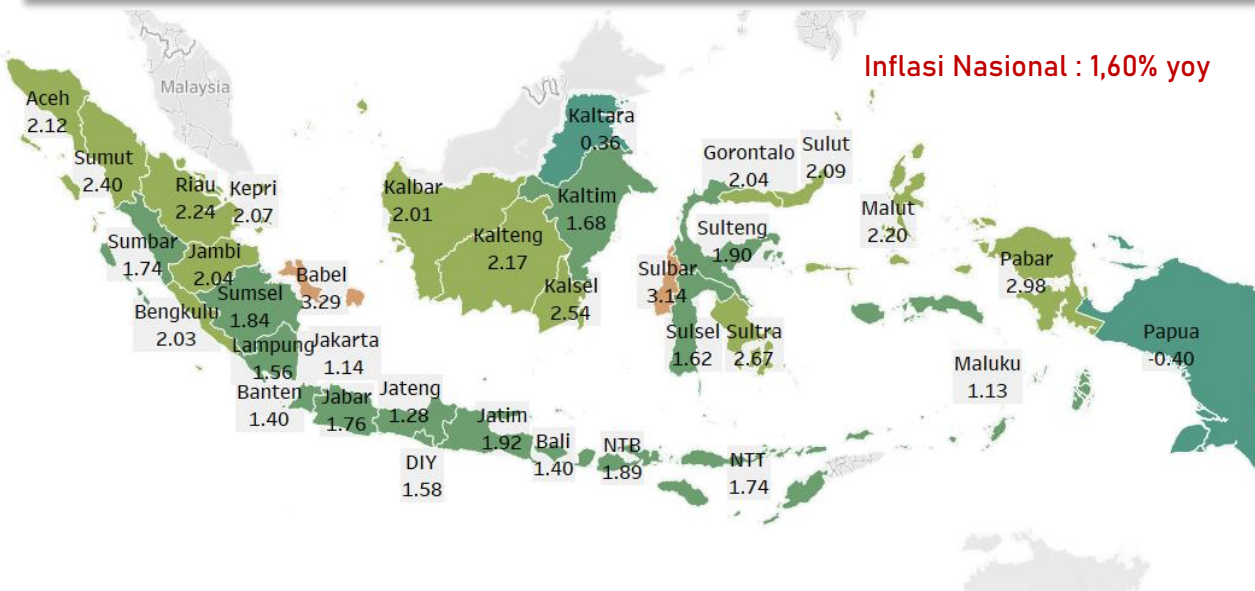 Inflasi Nasional : 1,60% yoy
Malaysia
Aceh
2.12
Sumut
2.40
Riau
2.24
Kepri
2.07
Sumbar
1.74
Jambi
2.04
Babel
3.29
Sumsel
1.84
Bengkulu
2.03
Lampung
1.56
Jakarta
1.14
Banten
1.40
Jabar
1.76
Jateng
1.28
DIY
1.58
Jatim
1.92
Bali
1.40
NTB
1.89
NTT
1.74
Kalbar
2.01
Kalteng
2.17
Kalsel
2.54
Kaltim
1.68
Kaltara
0.36
Gorontalo
2.04
Sulut
2.09
Sulteng
1.90
Sulbar
3.14
Sulsel
1.62
Sultra
2.67
Malut
2.20
Maluku
1.13
Pabar
2.98
Papua
-0.40